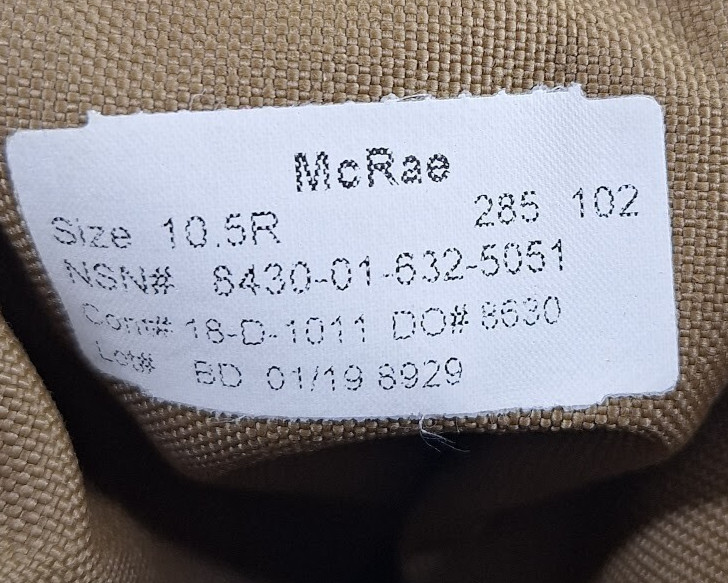 McRae
Size 10.5R 285 102
NSN# 8430-01-632-5051
Cont# 18-D-1011 DO# 8630
Lot# BD 01/19 8929